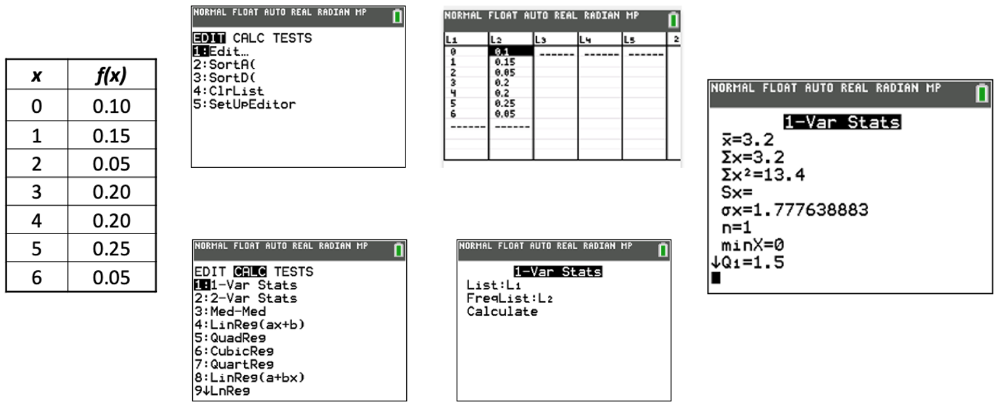 x f(x)
0 0.10
1 0.15
2 0.05
3 0.20
4 0.20
5 0.25
6 0.05
NORMAL FLOAT AUTO REAL RADIAN MP
EDIT CALC TESTS
1:Edit…
2:SortA(
3:SortD(
4:ClrList
5:SetUpEditor
NORMAL FLOAT AUTO REAL RADIAN MP
L1 L2 L3 L4 L5 2
0 0.1 ------ ------ ------
1 0.15
2 0.05
3 0.2
4 0.2
5 0.25
6 0.05
------ ------
NORMAL FLOAT AUTO REAL RADIAN MP
EDIT CALC TESTS
1:1-Var Stats
2:2-Var Stats
3:Med-Med
4:LinReg(ax+b)
5:QuadReg
6:CubicReg
7:QuartReg
8:LinReg(a+bx)
9↓LnReg
NORMAL FLOAT AUTO REAL RADIAN MP
1-Var Stats
List:L1
FreqList:L2
Calculate
NORMAL FLOAT AUTO REAL RADIAN MP
1-Var Stats
x̄=3.2
Σx=3.2
Σx²=13.4
Sx=
σx=1.777638883
n=1
minX=0
↓Q1=1.5